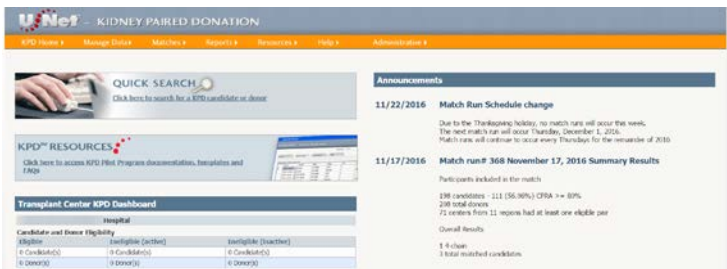 UNet - KIDNEY PAIRED DONATION
KPD Home Manage Data Matches Reports Resources Help Administrative
QUICK SEARCH
Click here to search for a KPD candidate or donor
KPD™ RESOURCES
Click here to access KPD Pilot Program documentation, templates and
FAQs
Transplant Center KPD Dashboard
Hospital
Candidate and Donor Eligibility
Eligible Ineligible (active) Ineligible (Inactive)
0 Candidate(s) 0 Candidate(s) 0 Candidate(s)
0 Donor(s) 0 Donor(s) 0 Donor(s)
Announcements
11/22/2016 Match Run Schedule change
Due to the Thanksgiving holiday, no match runs will occur this week.
The next match run will occur Thursday, December 1, 2016.
Match runs will continue to occur every Thursdays for the remainder of 2016
11/17/2016 Match run# 368 November 17, 2016 Summary Results
Participants included in the match
198 candidates - 111 (56.06%) CPRA >= 80%
208 total donors
71 centers from 11 regions had at least one eligible pair
Overall Results
1 4 chain
3 total matched candidates